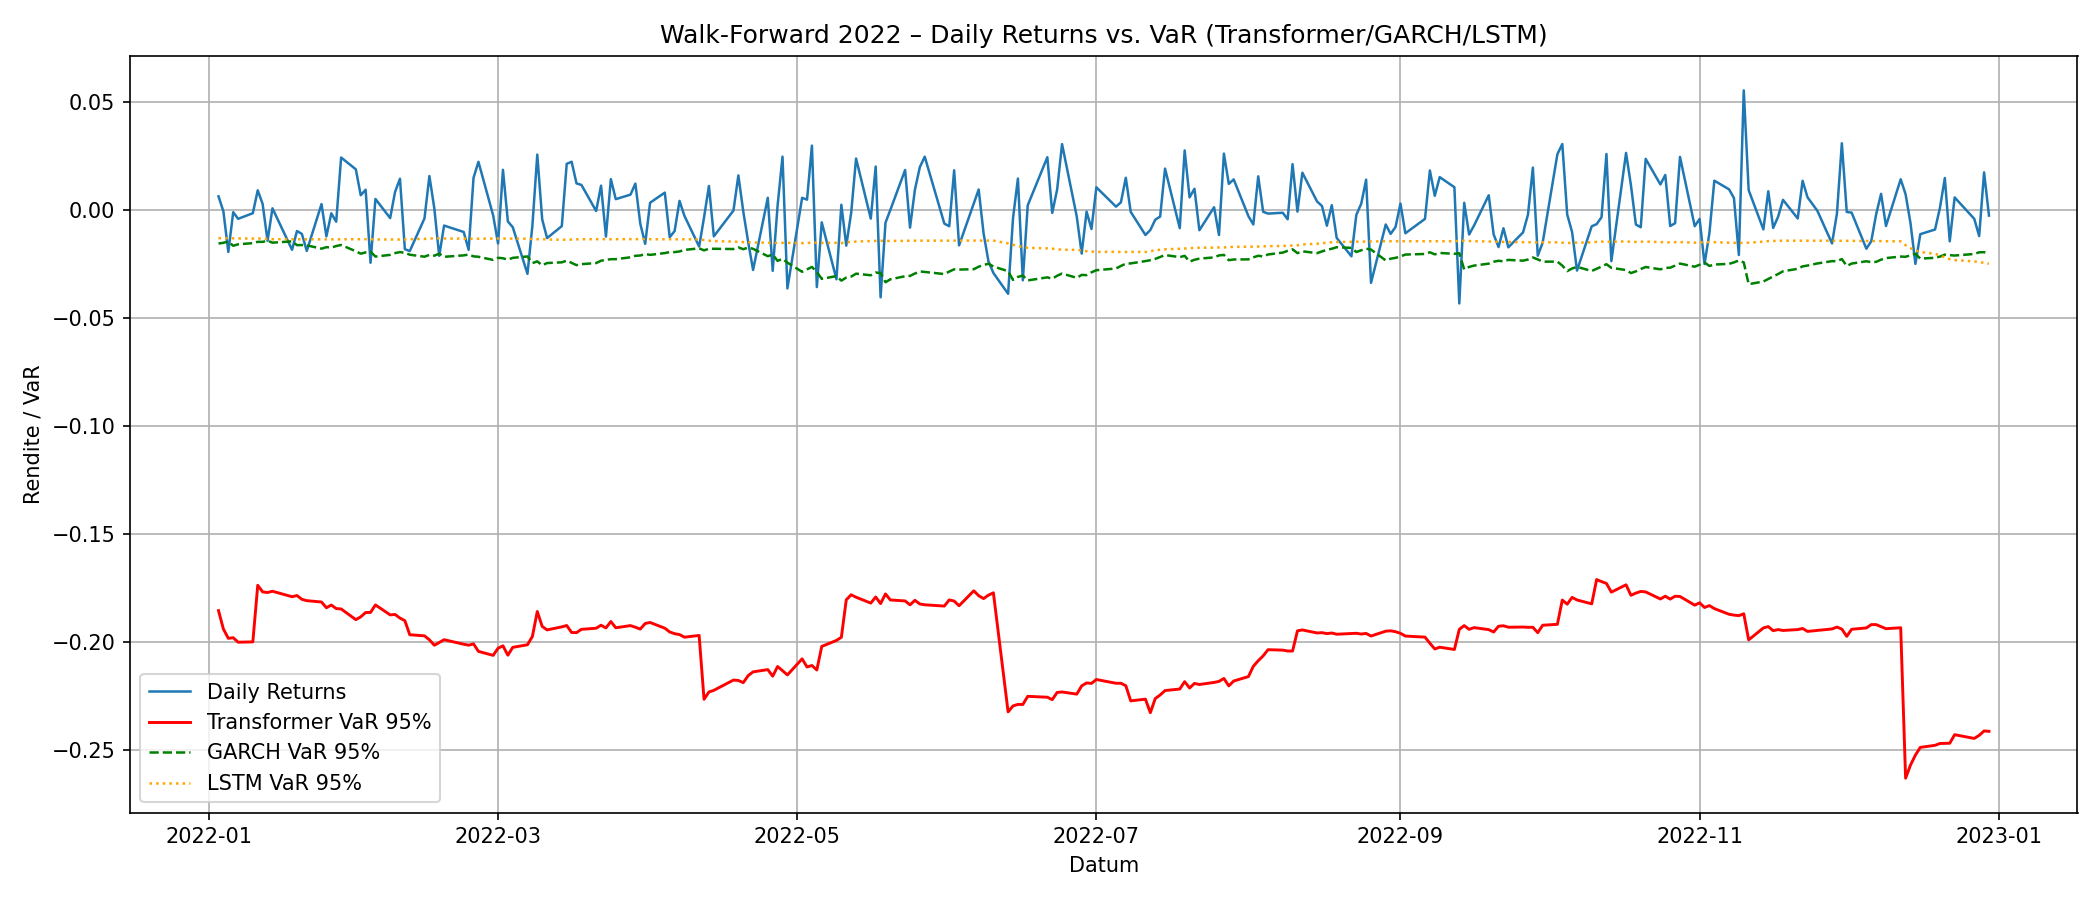 Walk-Forward 2022 – Daily Returns vs. VaR (Transformer/GARCH/LSTM)
Rendite / VaR
0.05
0.00
−0.05
−0.10
−0.15
−0.20
−0.25
Daily Returns
Transformer VaR 95%
GARCH VaR 95%
LSTM VaR 95%
2022-01
2022-03
2022-05
2022-07
2022-09
2022-11
2023-01
Datum